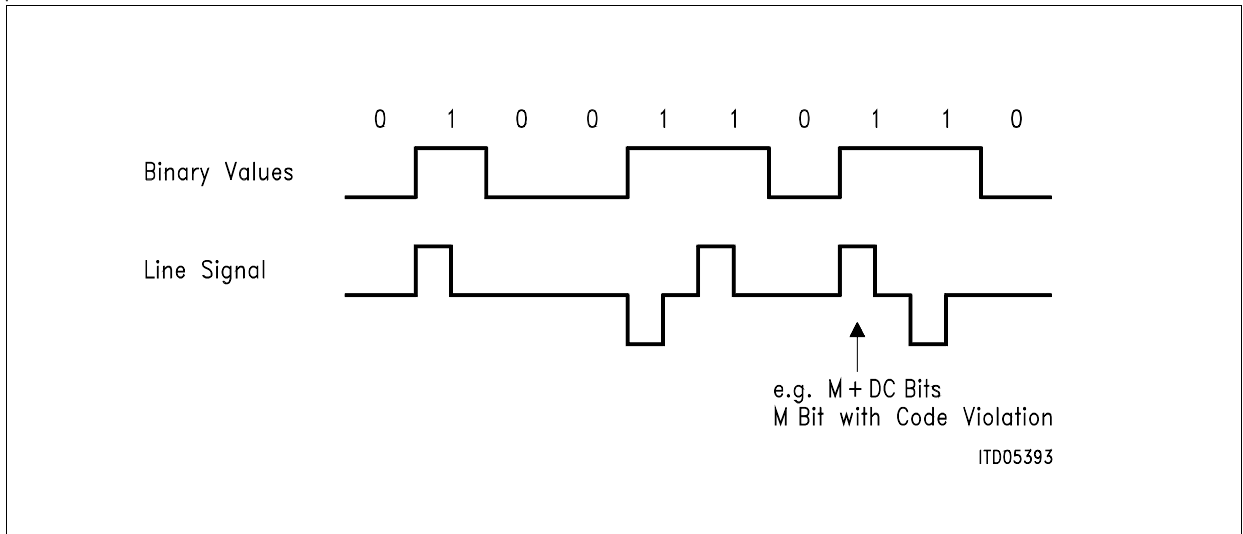 0 1 0 0 1 1 0 1 1 0
Binary Values
Line Signal
e.g. M + DC Bits
M Bit with Code Violation
ITD05393